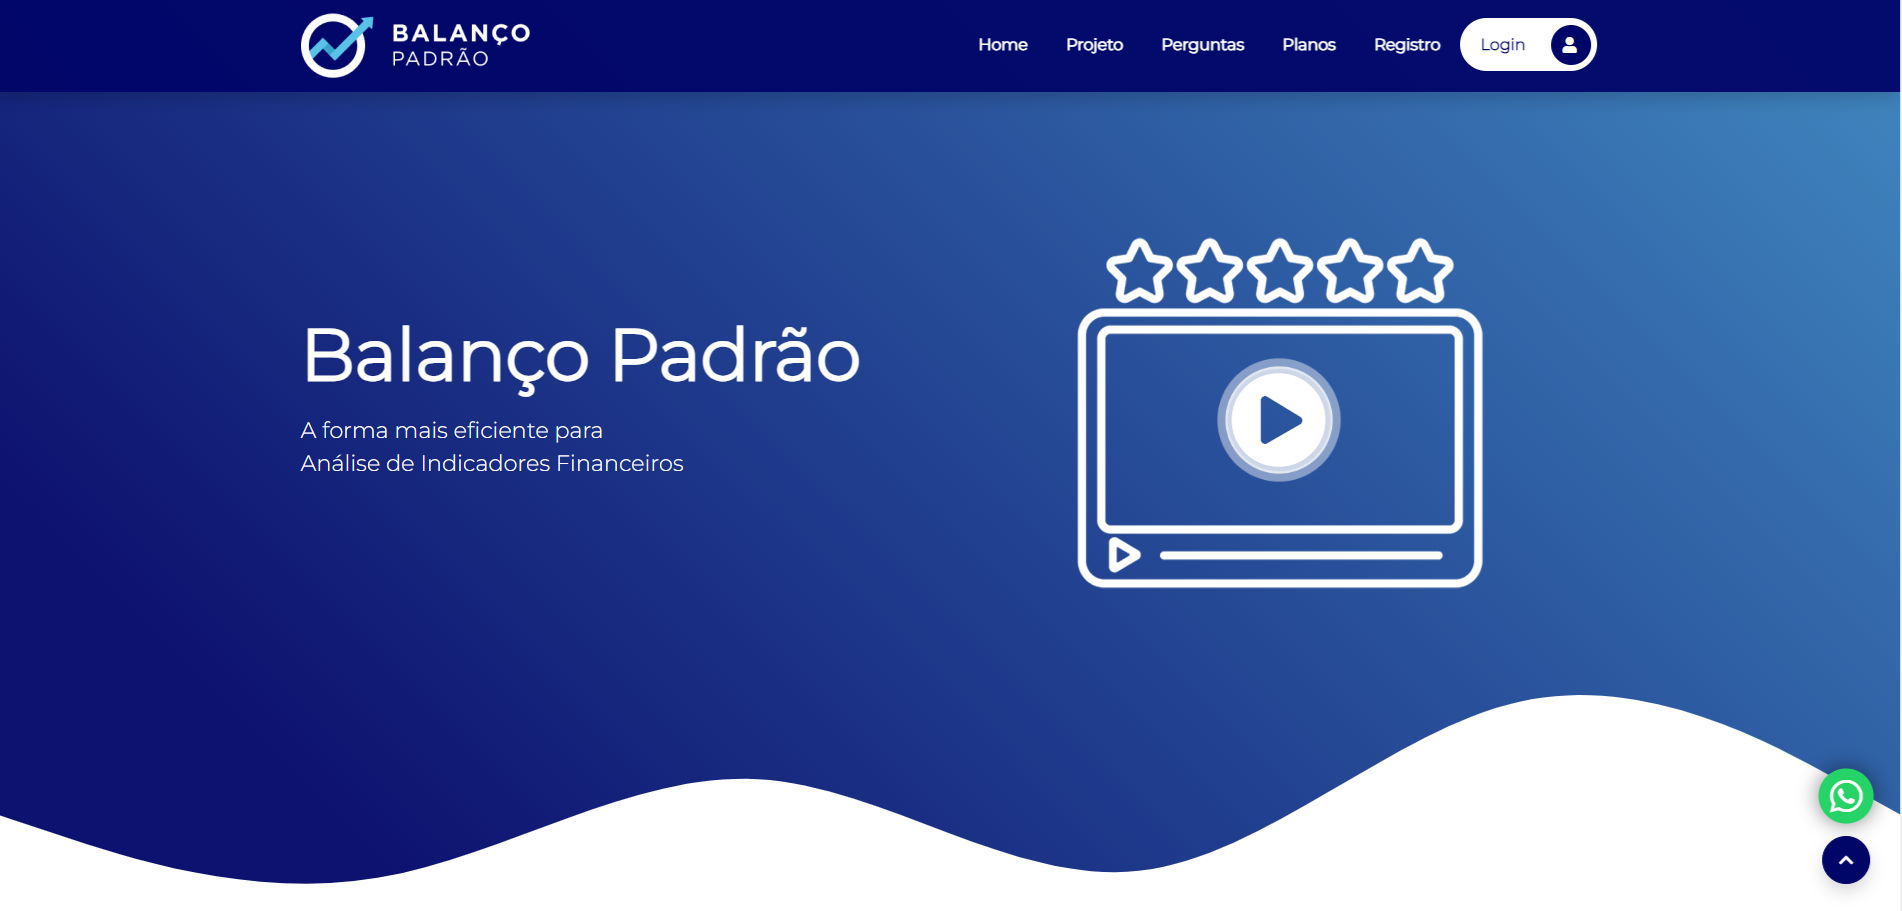 BALANÇO
PADRÃO
Home Projeto Perguntas Planos Registro Login
Balanço Padrão
A forma mais eficiente para
Análise de Indicadores Financeiros